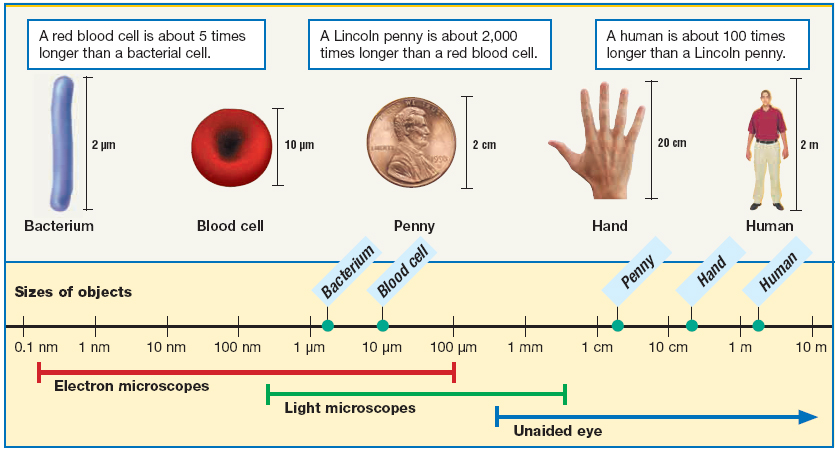 A red blood cell is about 5 times
longer than a bacterial cell.
A Lincoln penny is about 2,000
times longer than a red blood cell.
A human is about 100 times
longer than a Lincoln penny.
2 µm
10 µm
LIBERTY
1950
2 cm
20 cm
2 m
Bacterium
Blood cell
Penny
Hand
Human
Sizes of objects
Bacterium
Blood cell
Penny
Hand
Human
0.1 nm
1 nm
10 nm
100 nm
1 µm
10 µm
100 µm
1 mm
1 cm
10 cm
1 m
10 m
Electron microscopes
Light microscopes
Unaided eye